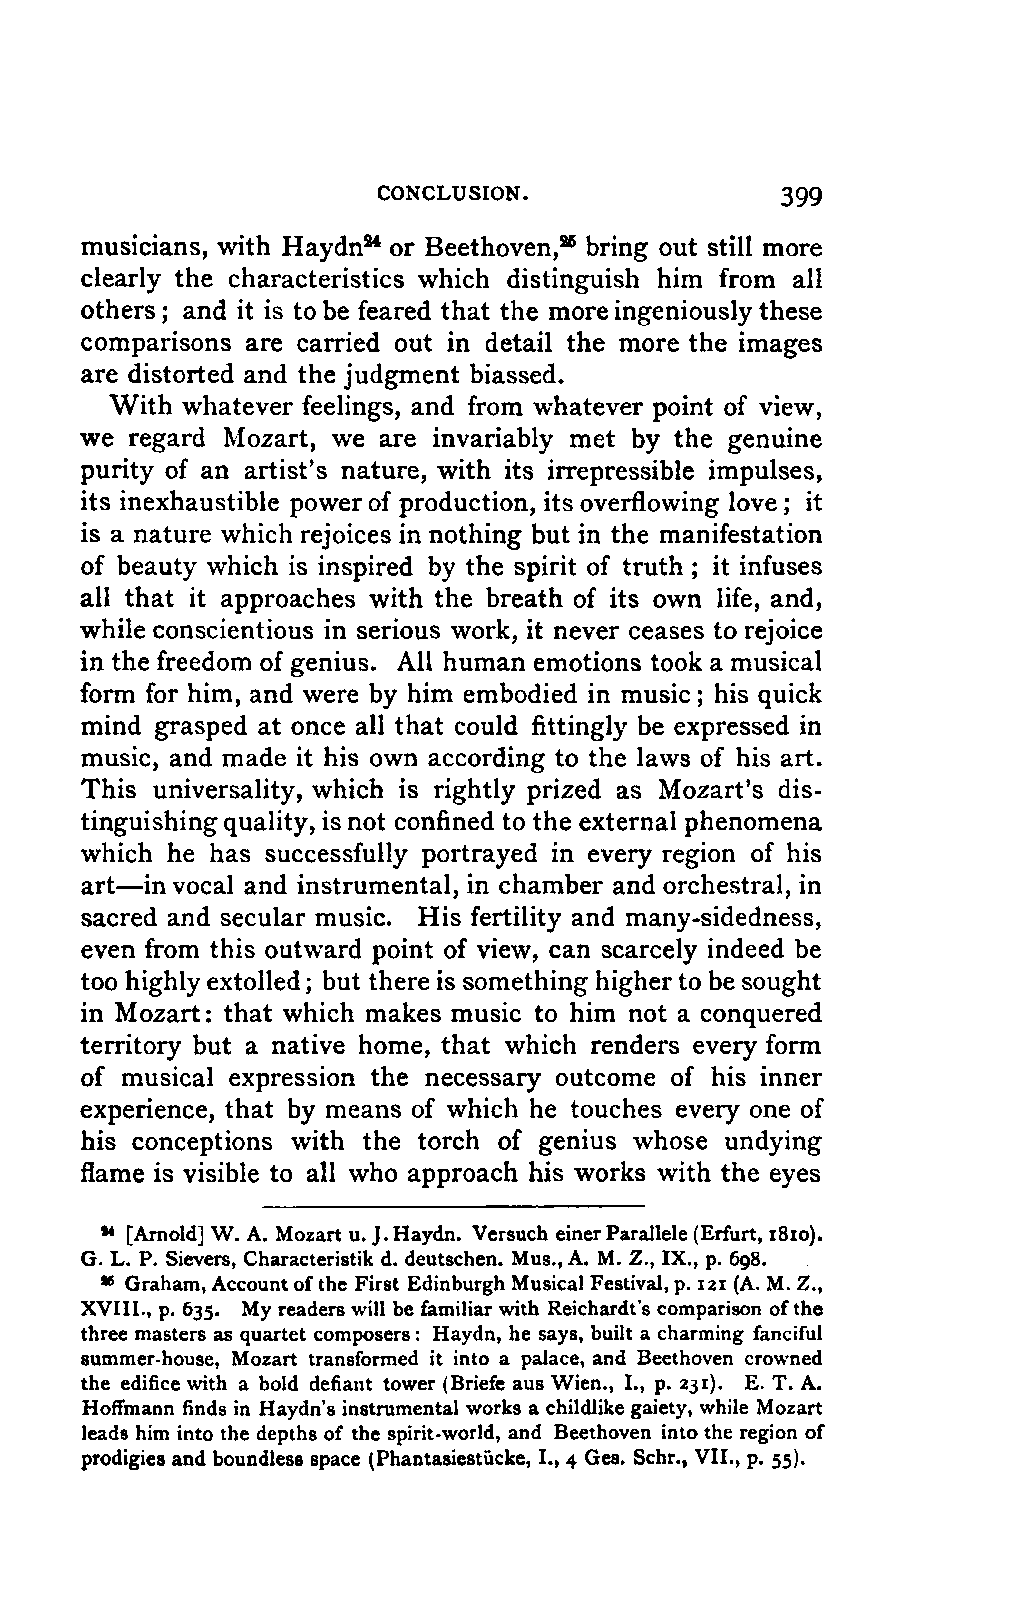 CONCLUSION. 399
musicians, with Haydn²⁴ or Beethoven,²⁵ bring out still more
clearly the characteristics which distinguish him from all
others; and it is to be feared that the more ingeniously these
comparisons are carried out in detail the more the images
are distorted and the judgment biassed.
With whatever feelings, and from whatever point of view,
we regard Mozart, we are invariably met by the genuine
purity of an artist's nature, with its irrepressible impulses,
its inexhaustible power of production, its overflowing love; it
is a nature which rejoices in nothing but in the manifestation
of beauty which is inspired by the spirit of truth; it infuses
all that it approaches with the breath of its own life, and,
while conscientious in serious work, it never ceases to rejoice
in the freedom of genius. All human emotions took a musical
form for him, and were by him embodied in music; his quick
mind grasped at once all that could fittingly be expressed in
music, and made it his own according to the laws of his art.
This universality, which is rightly prized as Mozart's dis-
tinguishing quality, is not confined to the external phenomena
which he has successfully portrayed in every region of his
art—in vocal and instrumental, in chamber and orchestral, in
sacred and secular music. His fertility and many-sidedness,
even from this outward point of view, can scarcely indeed be
too highly extolled; but there is something higher to be sought
in Mozart: that which makes music to him not a conquered
territory but a native home, that which renders every form
of musical expression the necessary outcome of his inner
experience, that by means of which he touches every one of
his conceptions with the torch of genius whose undying
flame is visible to all who approach his works with the eyes
²⁴ [Arnold] W. A. Mozart u. J. Haydn. Versuch einer Parallele (Erfurt, 1810).
G. L. P. Sievers, Characteristik d. deutschen. Mus., A. M. Z., IX., p. 698.
²⁵ Graham, Account of the First Edinburgh Musical Festival, p. 121 (A. M. Z.,
XVIII., p. 635. My readers will be familiar with Reichardt's comparison of the
three masters as quartet composers: Haydn, he says, built a charming fanciful
summer-house, Mozart transformed it into a palace, and Beethoven crowned
the edifice with a bold defiant tower (Briefe aus Wien., I., p. 231). E. T. A.
Hoffmann finds in Haydn's instrumental works a childlike gaiety, while Mozart
leads him into the depths of the spirit-world, and Beethoven into the region of
prodigies and boundless space (Phantasiestücke, I., 4 Ges. Schr., VII., p. 55).